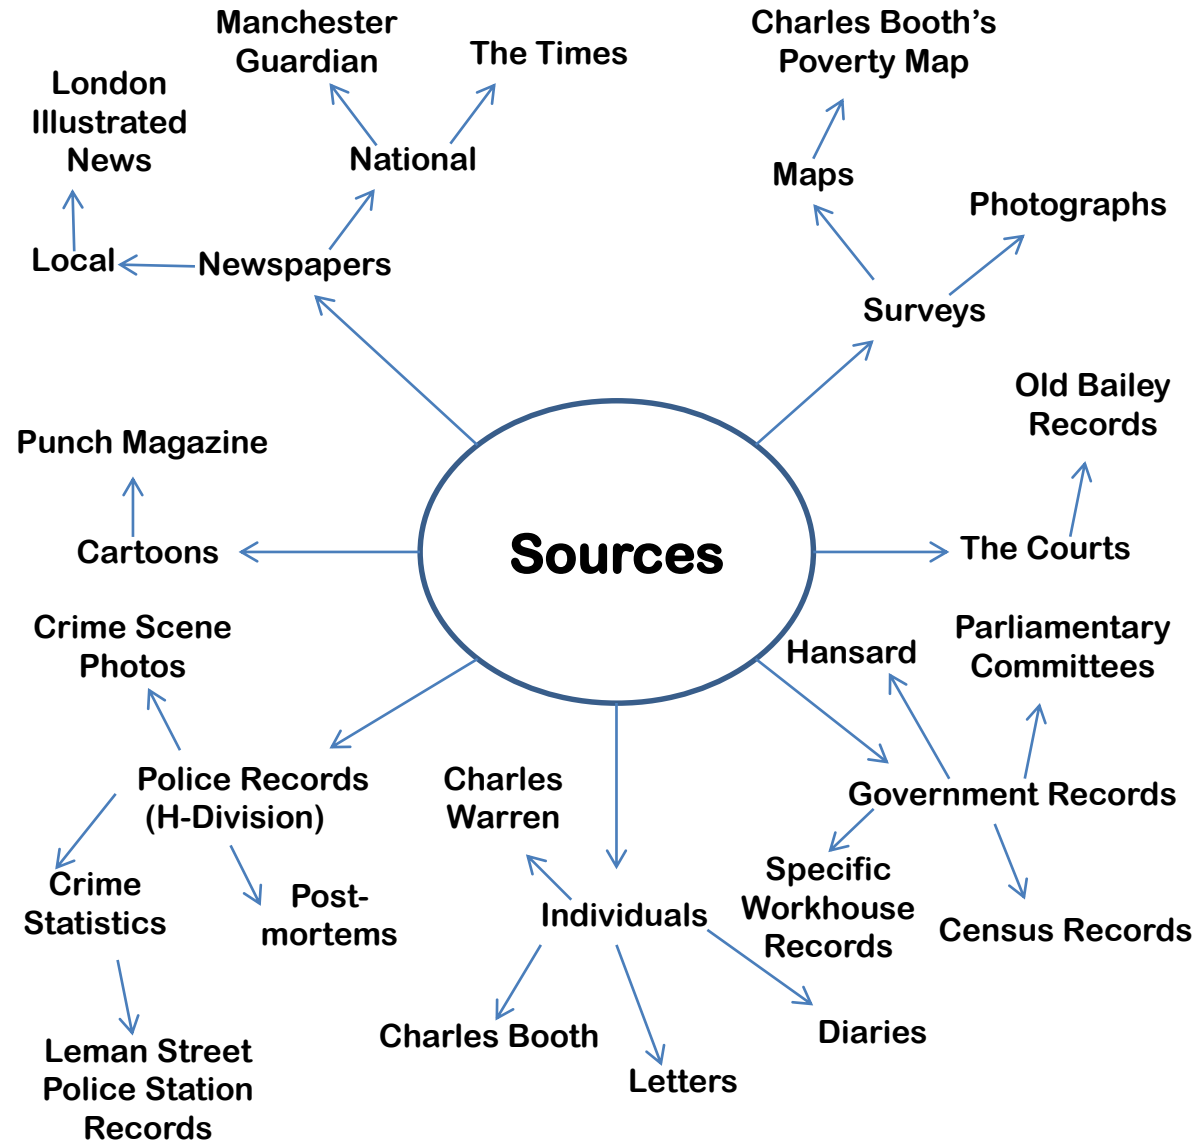 Manchester
Guardian
The Times
Charles Booth’s
Poverty Map
London
Illustrated
News
National
Maps
Photographs
Local
Newspapers
Surveys
Old Bailey
Records
Punch Magazine
Cartoons
Sources
The Courts
Crime Scene
Photos
Hansard
Parliamentary
Committees
Police Records
(H-Division)
Charles
Warren
Government Records
Crime
Statistics
Post-
mortems
Individuals
Specific
Workhouse
Records
Census Records
Charles Booth
Diaries
Letters
Leman Street
Police Station
Records